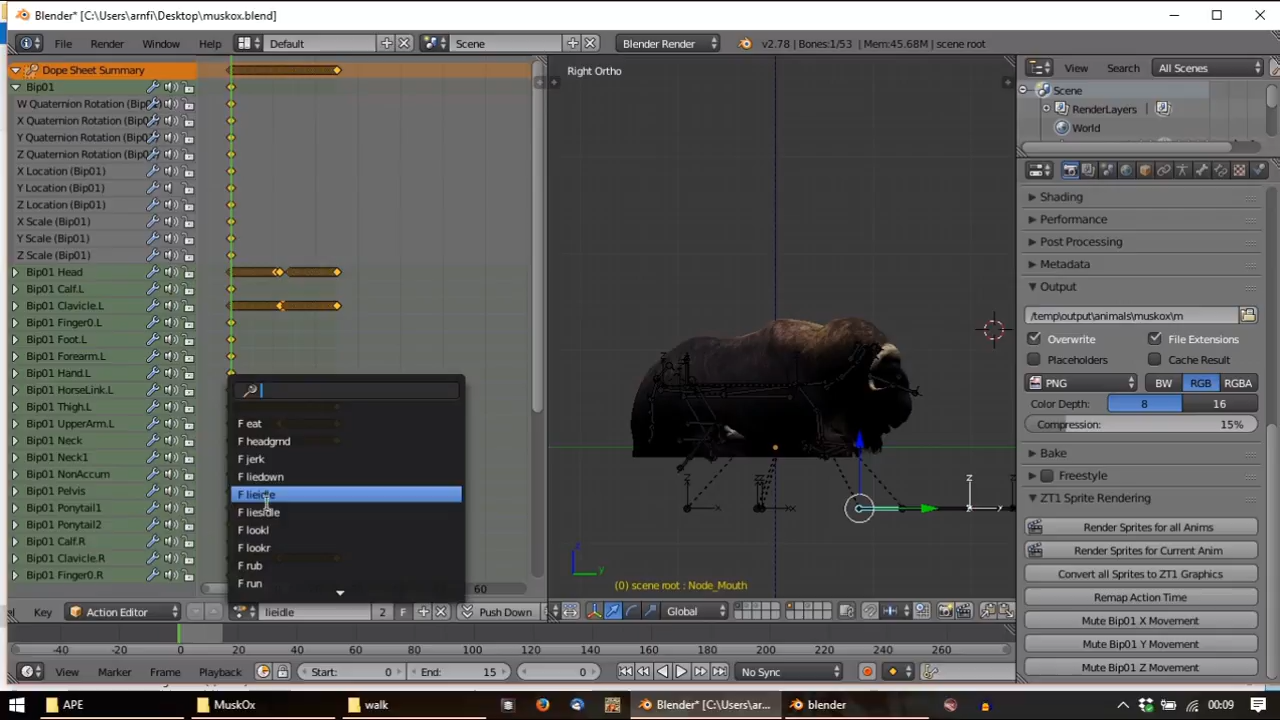 Blender* [C:\Users\arnfi\Desktop\muskox.blend]
File Render Window Help Default Scene Blender Render v2.78 | Bones:1/53 | Mem:45.68M | scene root
Dope Sheet Summary
Bip01
W Quaternion Rotation (Bip
X Quaternion Rotation (Bip0
Y Quaternion Rotation (Bip0
Z Quaternion Rotation (Bip0
X Location (Bip01)
Y Location (Bip01)
Z Location (Bip01)
X Scale (Bip01)
Y Scale (Bip01)
Z Scale (Bip01)
Bip01 Head
Bip01 Calf.L
Bip01 Clavicle.L
Bip01 Finger0.L
Bip01 Foot.L
Bip01 Forearm.L
Bip01 Hand.L
Bip01 HorseLink.L
Bip01 Thigh.L
Bip01 UpperArm.L
Bip01 Neck
Bip01 Neck1
Bip01 NonAccum
Bip01 Pelvis
Bip01 Ponytail1
Bip01 Ponytail2
Bip01 Calf.R
Bip01 Clavicle.R
Bip01 Finger0.R
F eat
F headgrnd
F jerk
F liedown
F lieidle
F liesidle
F lookl
F lookr
F rub
F run
60
Key Action Editor lieidle 2 F Push Down
Right Ortho
Z
Y
z
y
(0) scene root : Node_Mouth
Global
View Search All Scenes
Scene
RenderLayers
World
Shading
Performance
Post Processing
Metadata
Output
/temp\output\animals\muskox\m
Overwrite File Extensions
Placeholders Cache Result
PNG BW RGB RGBA
Color Depth: 8 16
Compression: 15%
Bake
Freestyle
ZT1 Sprite Rendering
Render Sprites for all Anims
Render Sprites for Current Anim
Convert all Sprites to ZT1 Graphics
Remap Action Time
Mute Bip01 X Movement
Mute Bip01 Y Movement
Mute Bip01 Z Movement
-40 -20 0 20 40 60 80 100 120 140 160 180 200 220 240 260
View Marker Frame Playback Start: 0 End: 15 0 No Sync
APE MuskOx walk Blender* [C:\Users\ar... blender 00:09